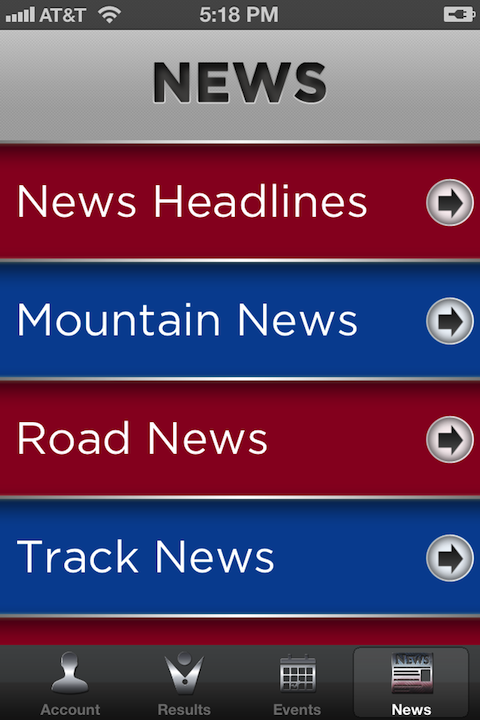 AT&T 5:18 PM
NEWS
News Headlines
Mountain News
Road News
Track News
NEWS
Account Results Events News